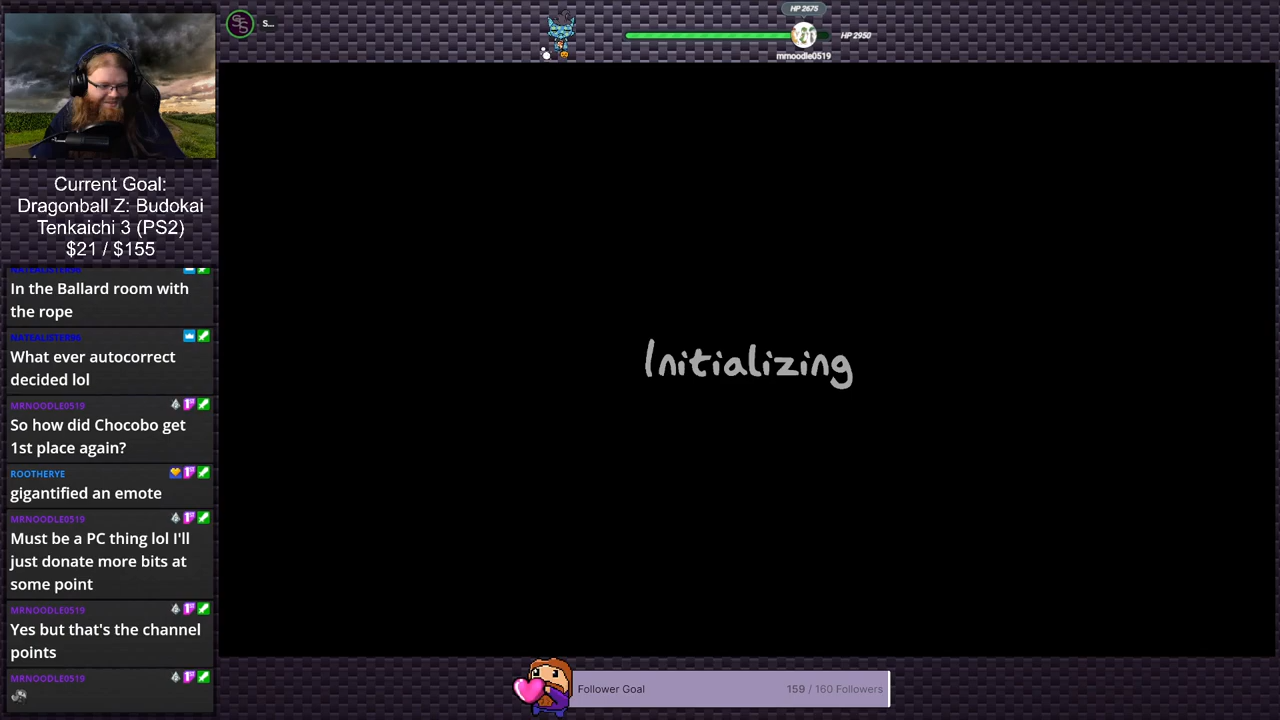 S...
HP 2675
HP 2950
mmoodle0519
Current Goal:
Dragonball Z: Budokai
Tenkaichi 3 (PS2)
$21 / $155
In the Ballard room with
the rope
NATEALISTER96
What ever autocorrect
decided lol
MRNOODLE0519
So how did Chocobo get
1st place again?
ROOTHERYE
gigantified an emote
MRNOODLE0519
Must be a PC thing lol I'll
just donate more bits at
some point
MRNOODLE0519
Yes but that's the channel
points
MRNOODLE0519
Initializing
Follower Goal
159 / 160 Followers